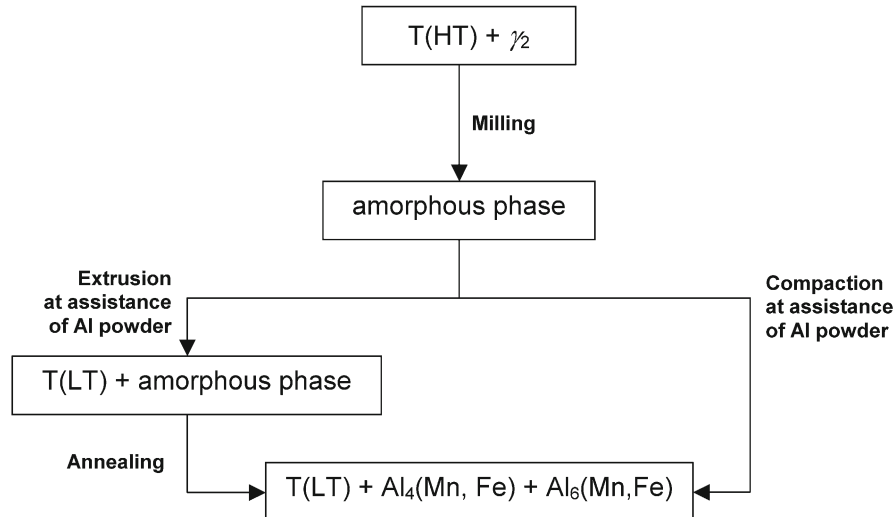 T(HT) + γ₂
Milling
amorphous phase
Extrusion
at assistance
of Al powder
Compaction
at assistance
of Al powder
T(LT) + amorphous phase
Annealing
T(LT) + Al₄(Mn, Fe) + Al₆(Mn,Fe)